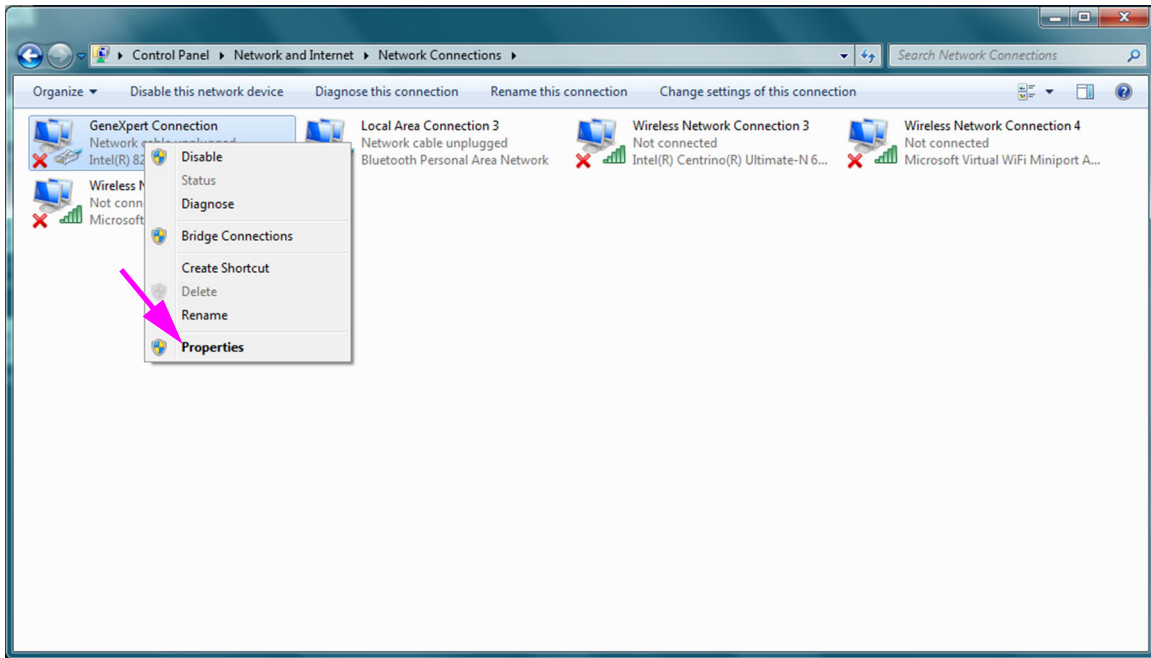 Control Panel Network and Internet Network Connections
Search Network Connections
Organize Disable this network device Diagnose this connection Rename this connection Change settings of this connection
GeneXpert Connection
Network cable unplugged
Intel(R) 82
Local Area Connection 3
Network cable unplugged
Bluetooth Personal Area Network
Wireless Network Connection 3
Not connected
Intel(R) Centrino(R) Ultimate-N 6...
Wireless Network Connection 4
Not connected
Microsoft Virtual WiFi Miniport A...
Wireless N
Not conn
Microsoft
Disable
Status
Diagnose
Bridge Connections
Create Shortcut
Delete
Rename
Properties